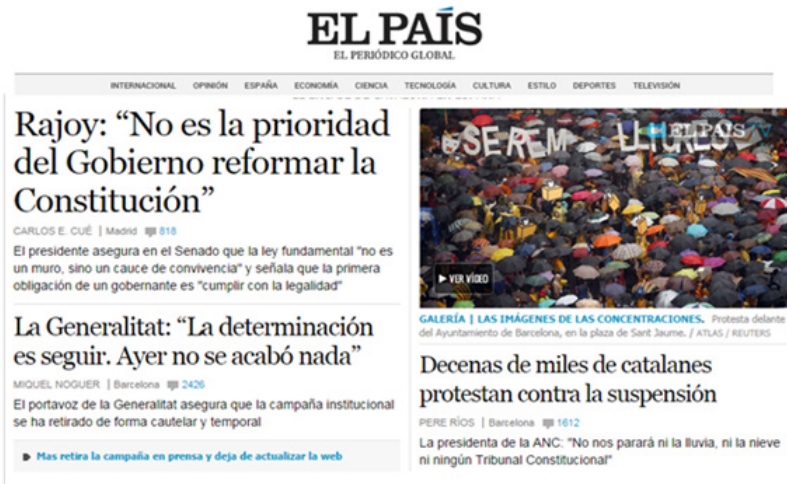 EL PAÍS
EL PERIÓDICO GLOBAL
INTERNACIONAL OPINIÓN ESPAÑA ECONOMÍA CIENCIA TECNOLOGÍA CULTURA ESTILO DEPORTES TELEVISIÓN
Rajoy: “No es la prioridad
del Gobierno reformar la
Constitución”
CARLOS E. CUÉ | Madrid 818
El presidente asegura en el Senado que la ley fundamental "no es
un muro, sino un cauce de convivencia" y señala que la primera
obligación de un gobernante es "cumplir con la legalidad"
La Generalitat: “La determinación
es seguir. Ayer no se acabó nada”
MIQUEL NOGUER | Barcelona 2426
El portavoz de la Generalitat asegura que la campaña institucional
se ha retirado de forma cautelar y temporal
Mas retira la campaña en prensa y deja de actualizar la web
SEREM
EL PAÍS
VER VÍDEO
GALERÍA | LAS IMÁGENES DE LAS CONCENTRACIONES. Protesta delante
del Ayuntamiento de Barcelona, en la plaza de Sant Jaume. / ATLAS / REUTERS
Decenas de miles de catalanes
protestan contra la suspensión
PERE RÍOS | Barcelona 1612
La presidenta de la ANC: "No nos parará ni la lluvia, ni la nieve
ni ningún Tribunal Constitucional"